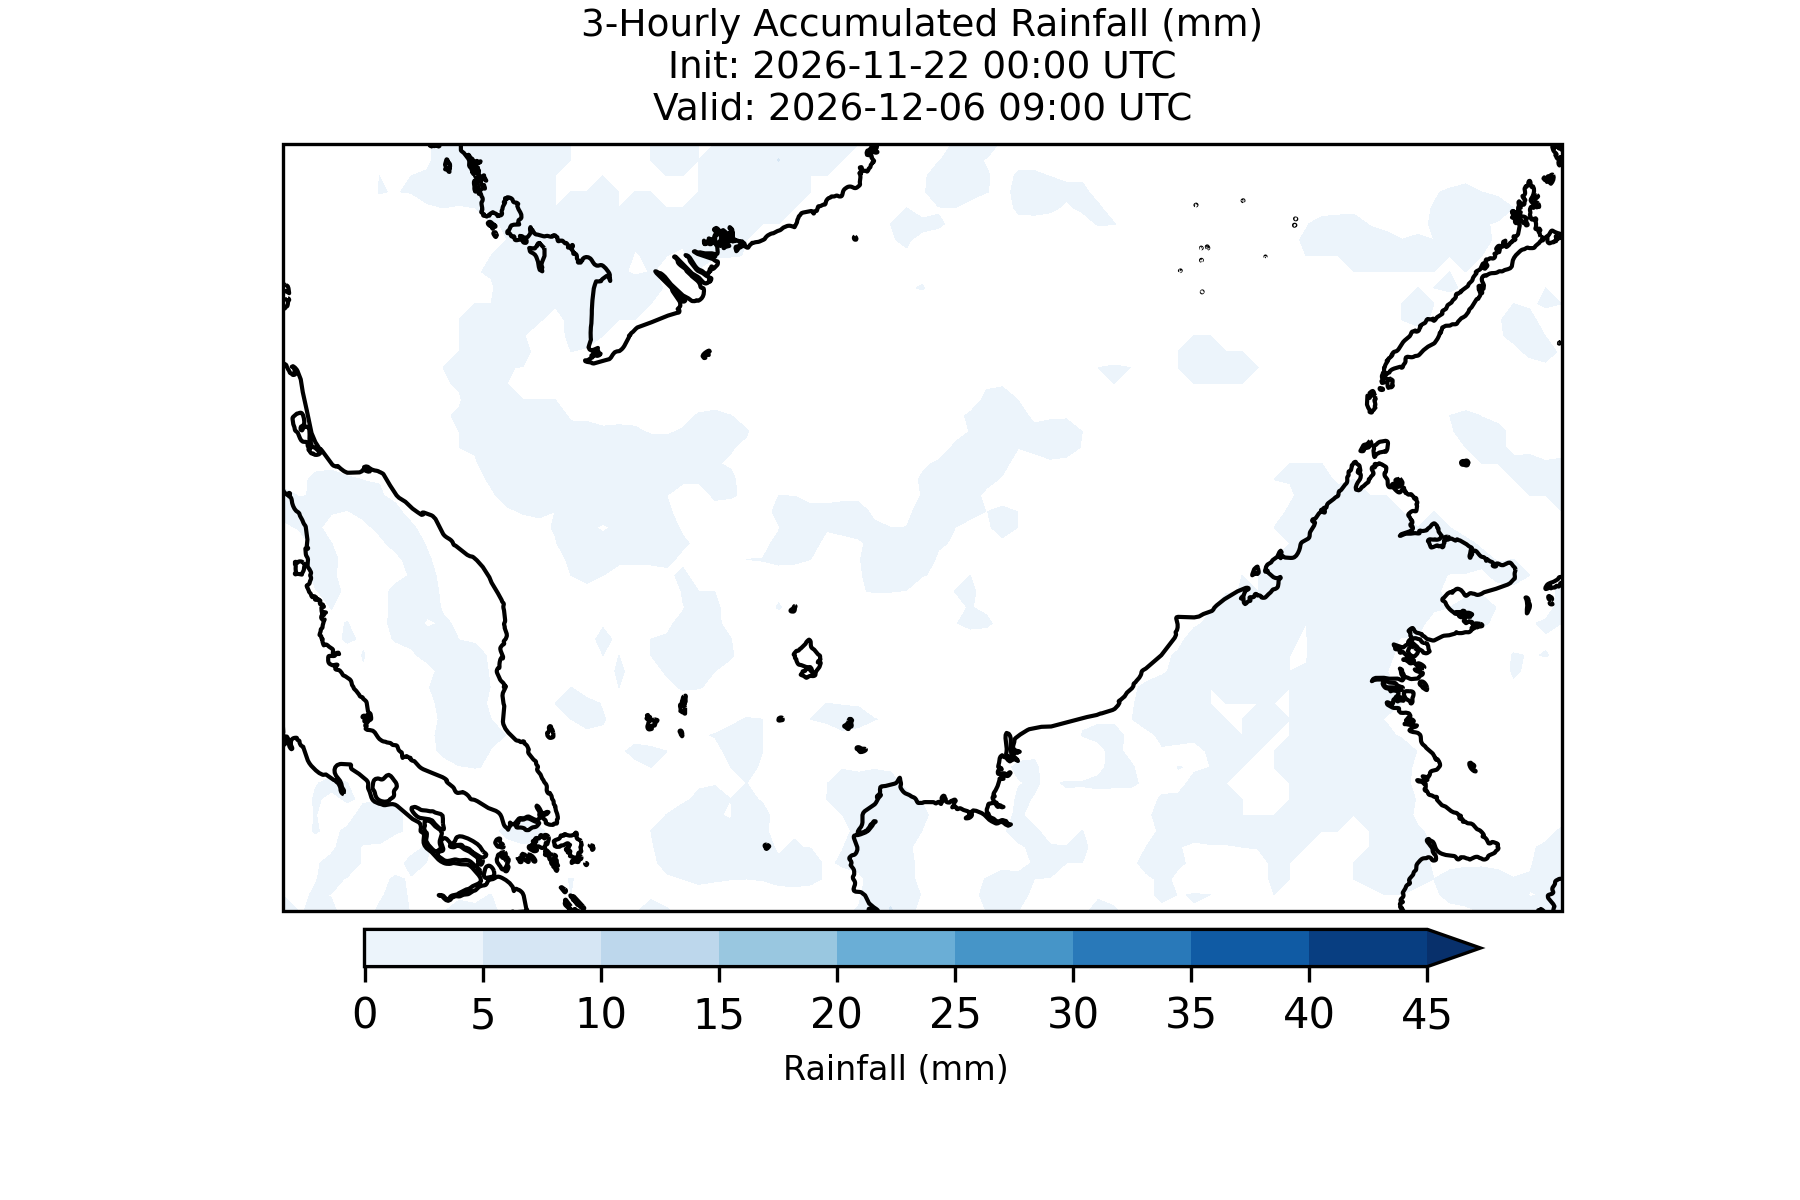 3-Hourly Accumulated Rainfall (mm)
Init: 2026-11-22 00:00 UTC
Valid: 2026-12-06 09:00 UTC
0 5 10 15 20 25 30 35 40 45
Rainfall (mm)